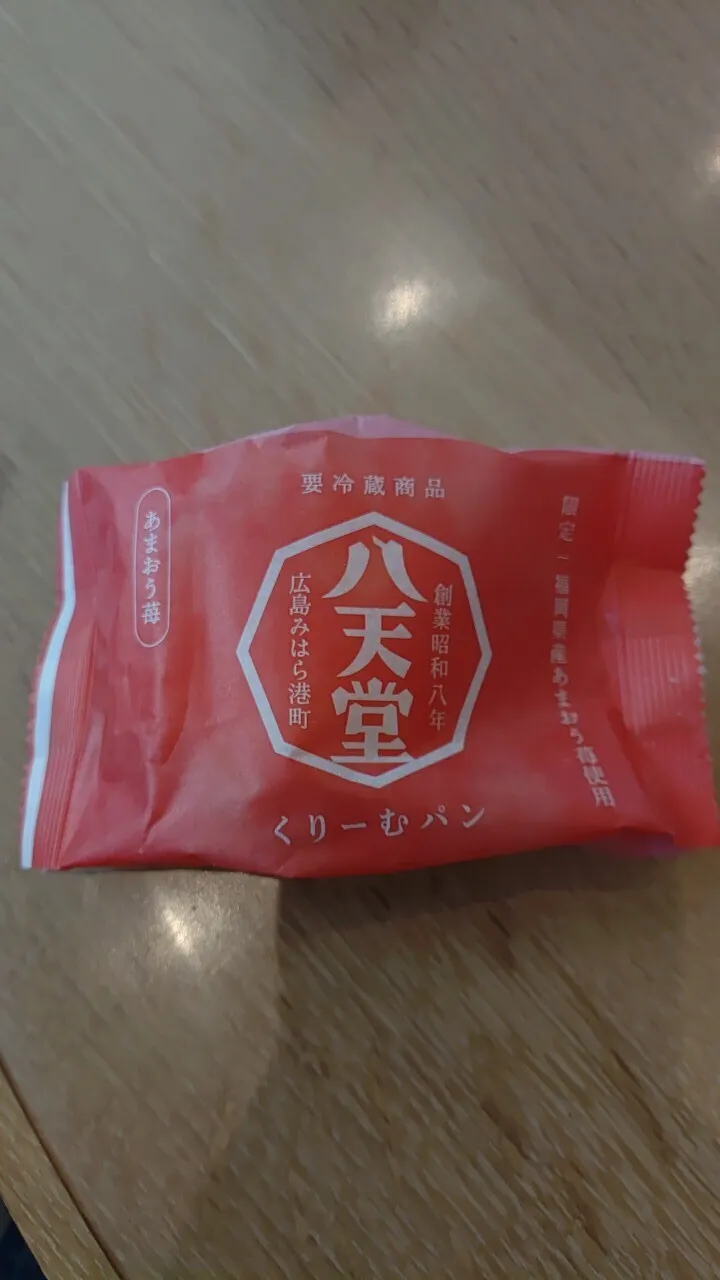 要冷蔵商品
限定ー福岡県産あまおう苺使用
創業昭和八年
八天堂
広島みはら港町
あまおう苺
くりーむパン